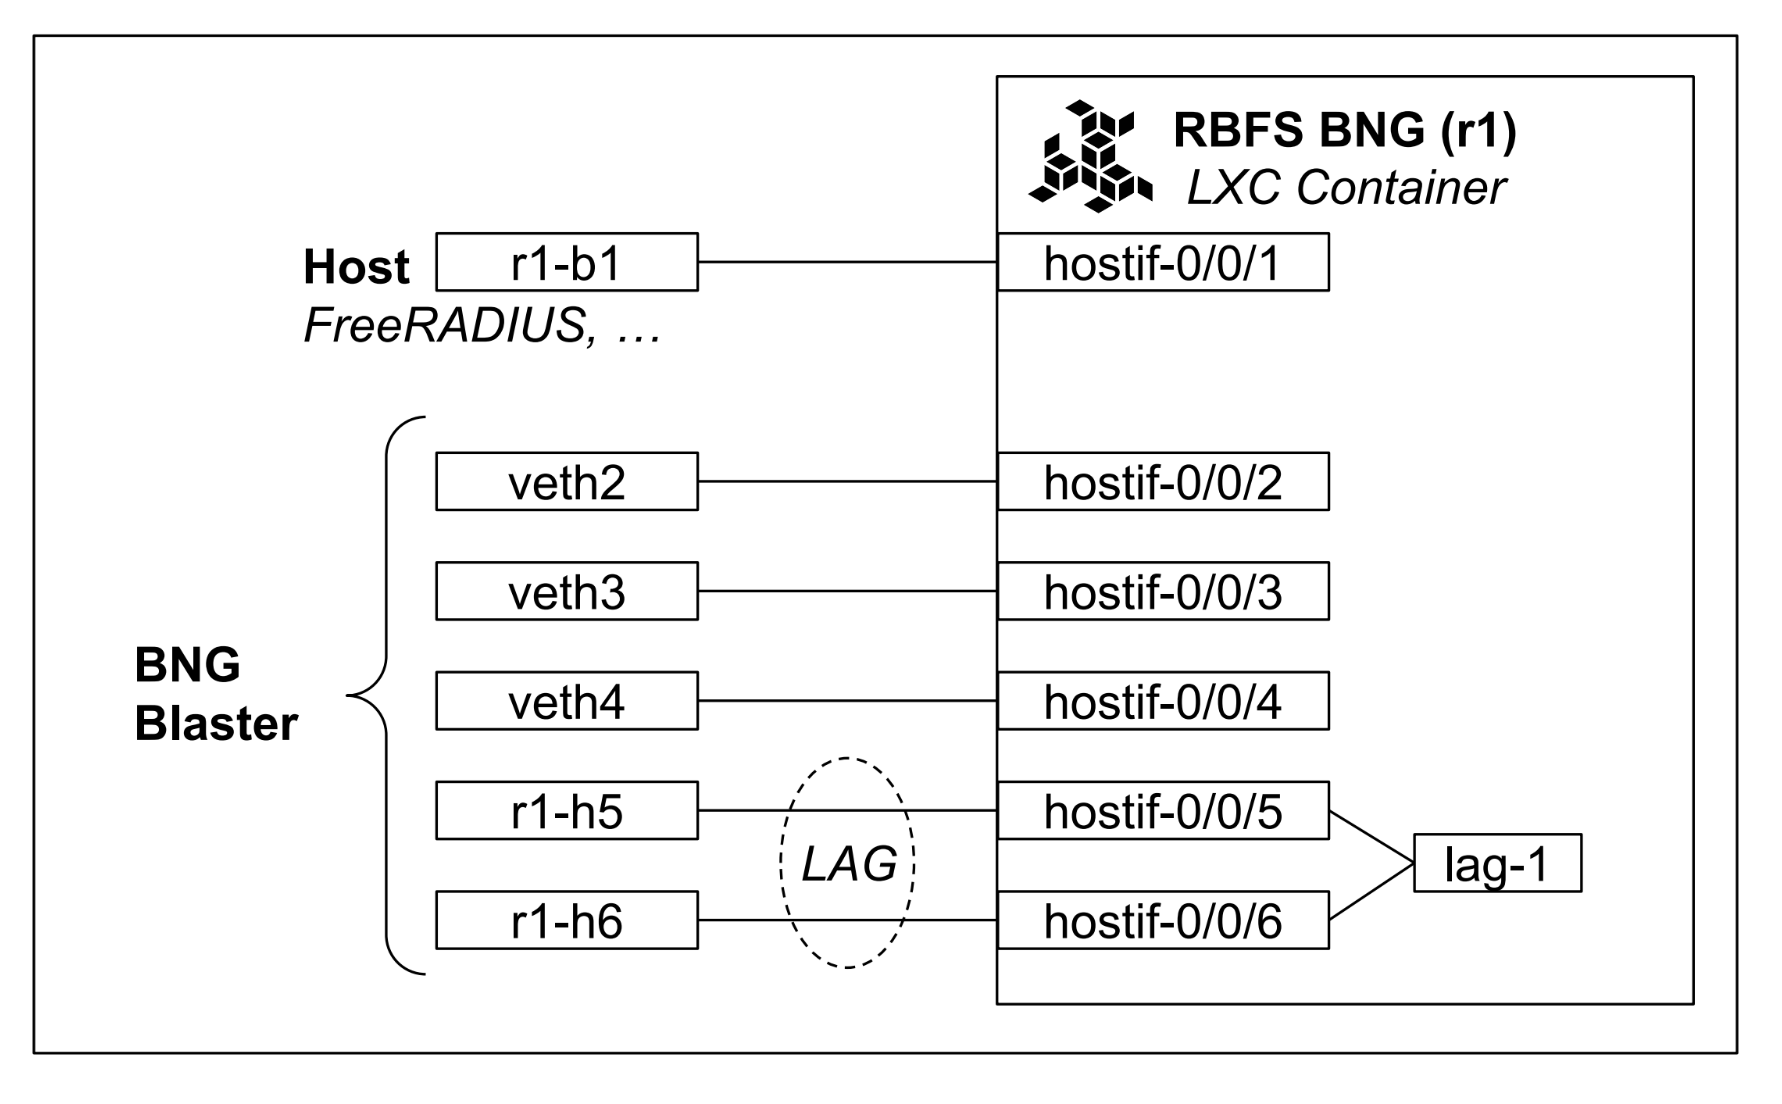 RBFS BNG (r1)
LXC Container
Host
r1-b1
hostif-0/0/1
FreeRADIUS, …
veth2
hostif-0/0/2
veth3
hostif-0/0/3
BNG
Blaster
veth4
hostif-0/0/4
r1-h5
hostif-0/0/5
LAG
lag-1
r1-h6
hostif-0/0/6